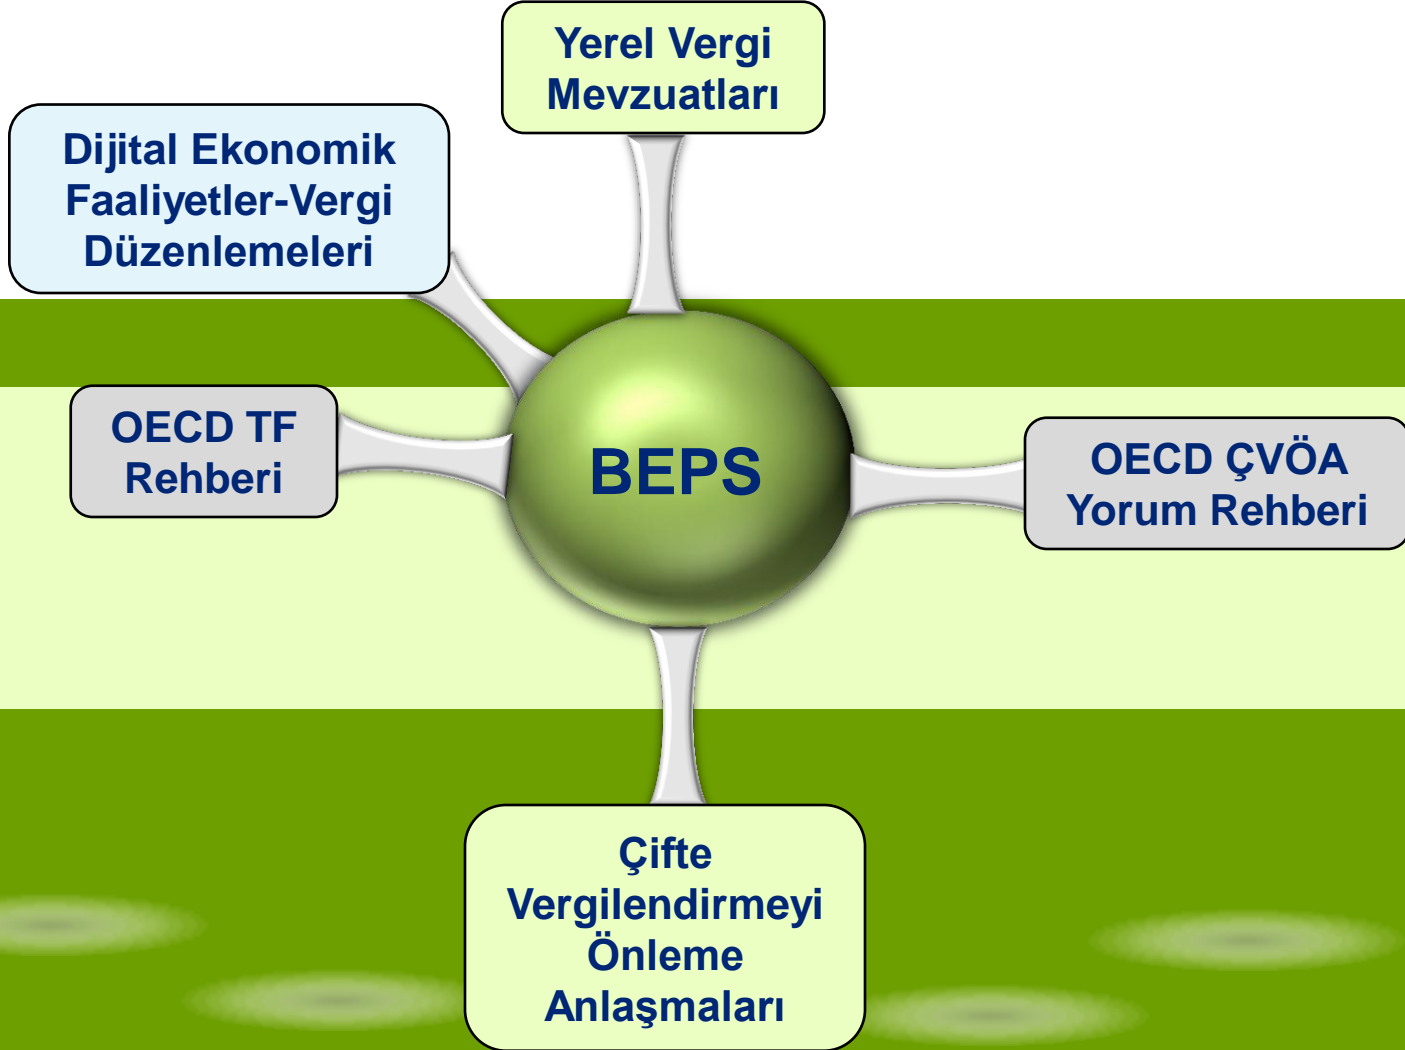 Yerel Vergi
Mevzuatları
Dijital Ekonomik
Faaliyetler-Vergi
Düzenlemeleri
OECD TF
Rehberi
BEPS
OECD ÇVÖA
Yorum Rehberi
Çifte
Vergilendirmeyi
Önleme
Anlaşmaları